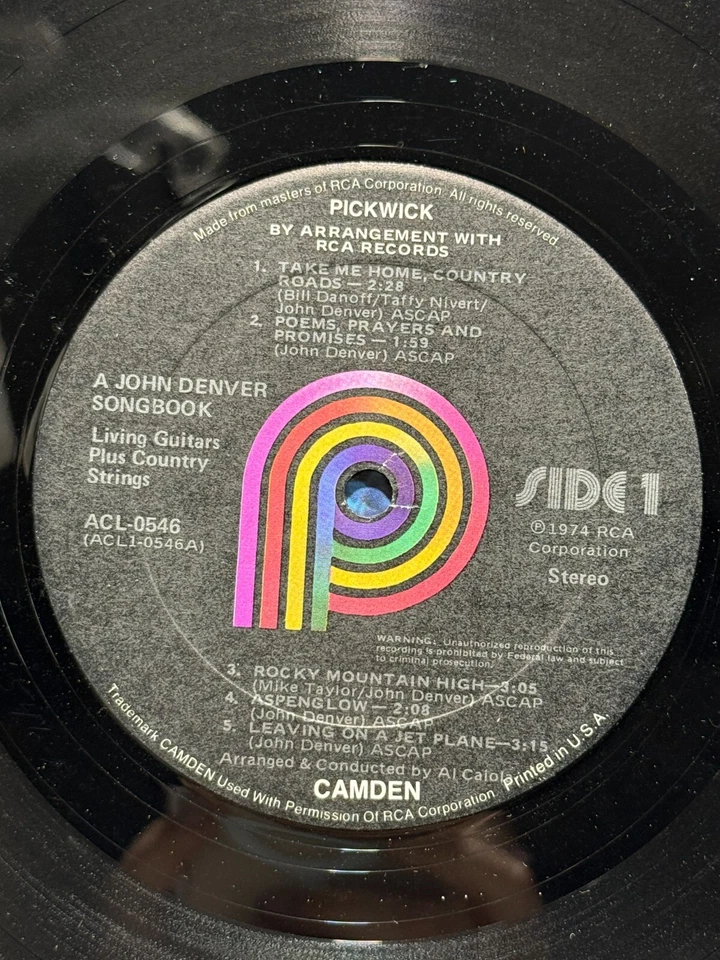 Made from masters of RCA Corporation. All rights reserved.
PICKWICK
BY ARRANGEMENT WITH
RCA RECORDS
1. TAKE ME HOME, COUNTRY
ROADS — 2:28
(Bill Danoff/Taffy Nivert/
John Denver) ASCAP
2. POEMS, PRAYERS AND
PROMISES — 1:59
(John Denver) ASCAP
A JOHN DENVER
SONGBOOK
Living Guitars
Plus Country
Strings
ACL-0546
(ACL1-0546A)
SIDE 1
Ⓟ1974 RCA
Corporation
Stereo
WARNING: Unauthorized reproduction of this
recording is prohibited by Federal law and subject
to criminal prosecution.
3. ROCKY MOUNTAIN HIGH—3:05
(Mike Taylor/John Denver) ASCAP
4. ASPENGLOW — 2:08
(John Denver) ASCAP
5. LEAVING ON A JET PLANE—3:15
(John Denver) ASCAP
Arranged & Conducted by Al Caiola
CAMDEN
Trademark CAMDEN Used With Permission Of RCA Corporation
Printed in U.S.A.